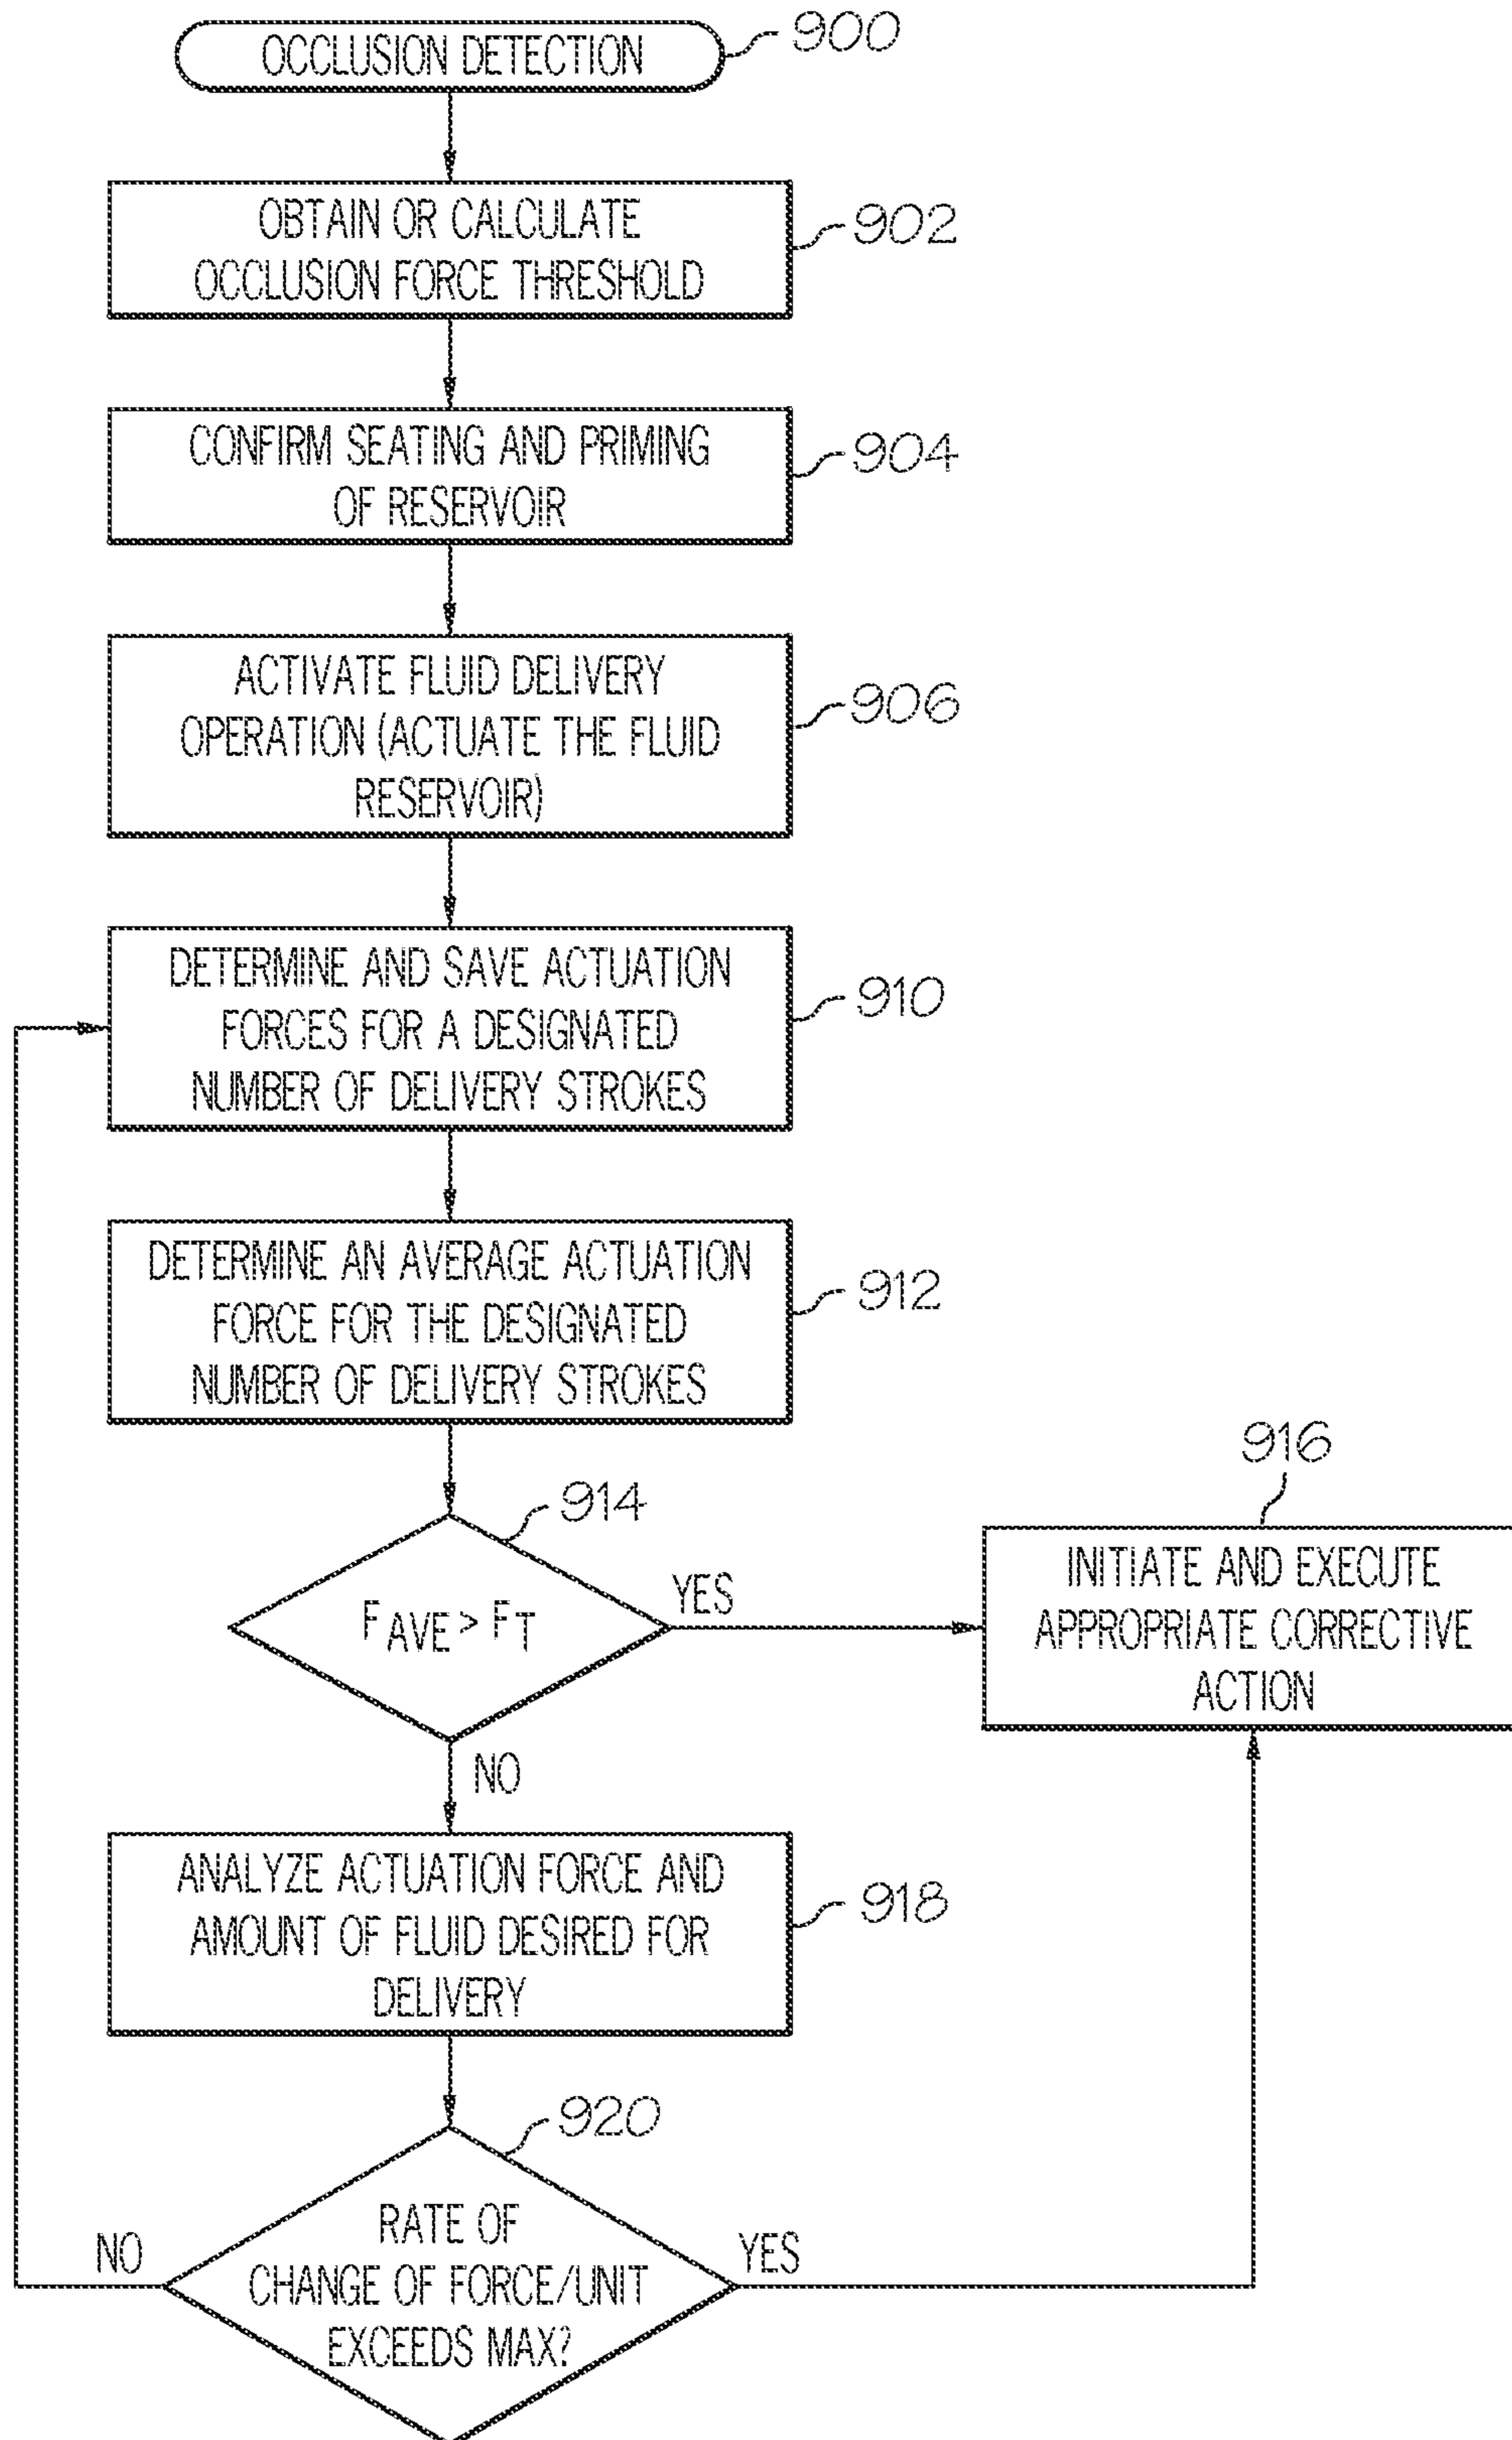 OCCLUSION DETECTION
900
OBTAIN OR CALCULATE
OCCLUSION FORCE THRESHOLD
902
CONFIRM SEATING AND PRIMING
OF RESERVOIR
904
ACTIVATE FLUID DELIVERY
OPERATION (ACTUATE THE FLUID
RESERVOIR)
906
DETERMINE AND SAVE ACTUATION
FORCES FOR A DESIGNATED
NUMBER OF DELIVERY STROKES
910
DETERMINE AN AVERAGE ACTUATION
FORCE FOR THE DESIGNATED
NUMBER OF DELIVERY STROKES
912
914
FAVE > FT
YES
NO
916
INITIATE AND EXECUTE
APPROPRIATE CORRECTIVE
ACTION
ANALYZE ACTUATION FORCE AND
AMOUNT OF FLUID DESIRED FOR
DELIVERY
918
920
RATE OF
CHANGE OF FORCE/UNIT
EXCEEDS MAX?
NO
YES